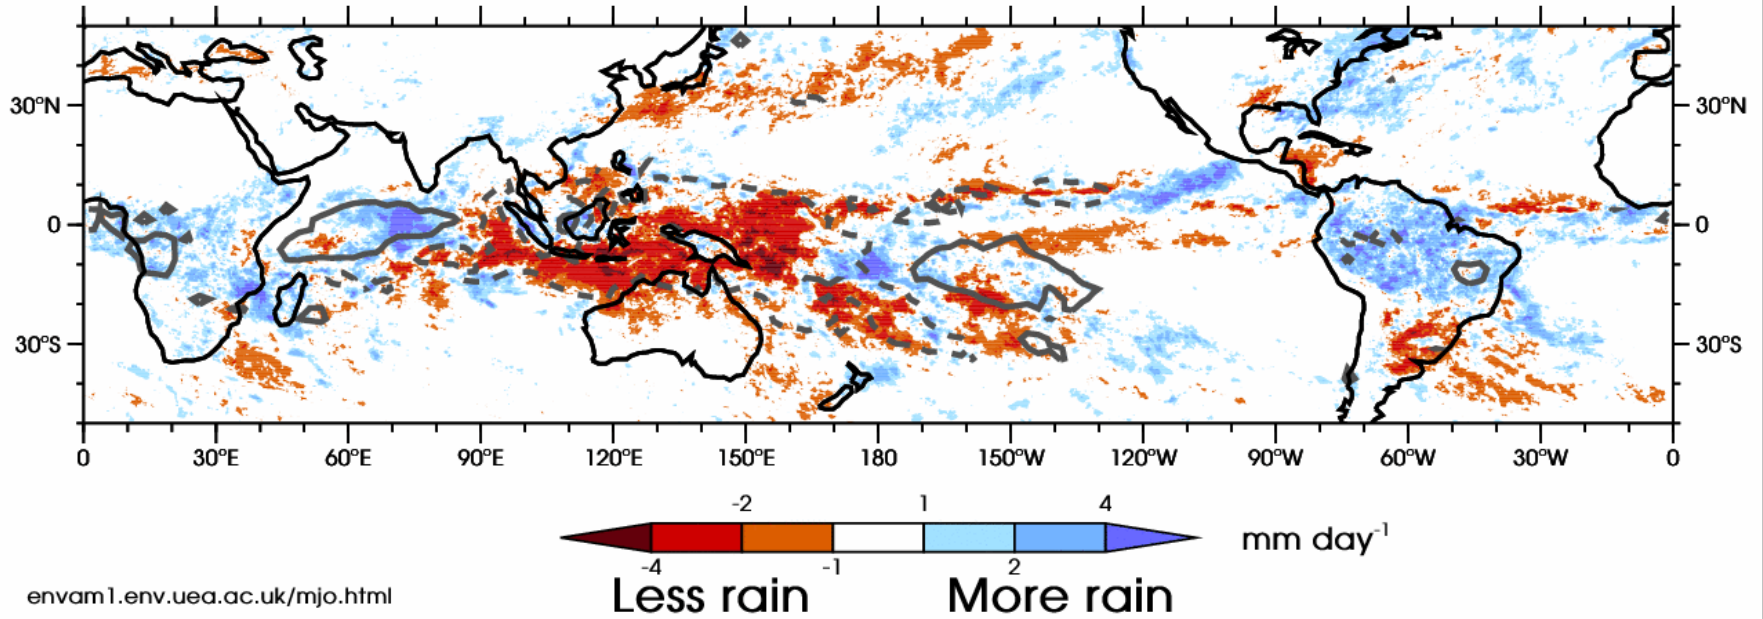 30°N 30°N
0 0
30°S 30°S
0 30°E 60°E 90°E 120°E 150°E 180 150°W 120°W 90°W 60°W 30°W 0
-2 1 4
mm day-1
-4 -1 2
Less rain More rain
envam1.env.uea.ac.uk/mjo.html